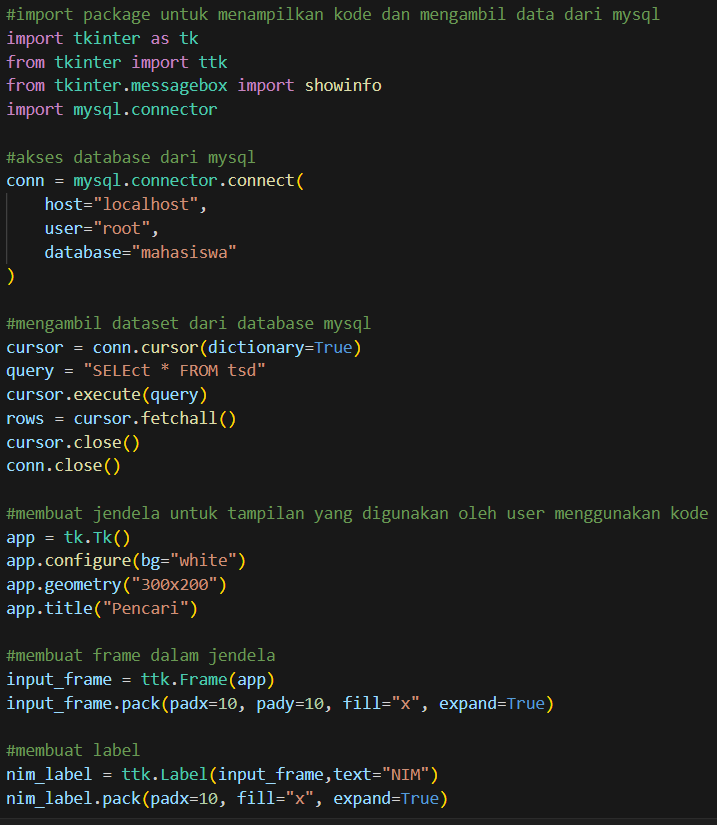 #import package untuk menampilkan kode dan mengambil data dari mysql
import tkinter as tk
from tkinter import ttk
from tkinter.messagebox import showinfo
import mysql.connector

#akses database dari mysql
conn = mysql.connector.connect(
    host="localhost",
    user="root",
    database="mahasiswa"
)

#mengambil dataset dari database mysql
cursor = conn.cursor(dictionary=True)
query = "SELEct * FROM tsd"
cursor.execute(query)
rows = cursor.fetchall()
cursor.close()
conn.close()

#membuat jendela untuk tampilan yang digunakan oleh user menggunakan kode
app = tk.Tk()
app.configure(bg="white")
app.geometry("300x200")
app.title("Pencari")

#membuat frame dalam jendela
input_frame = ttk.Frame(app)
input_frame.pack(padx=10, pady=10, fill="x", expand=True)

#membuat label
nim_label = ttk.Label(input_frame,text="NIM")
nim_label.pack(padx=10, fill="x", expand=True)